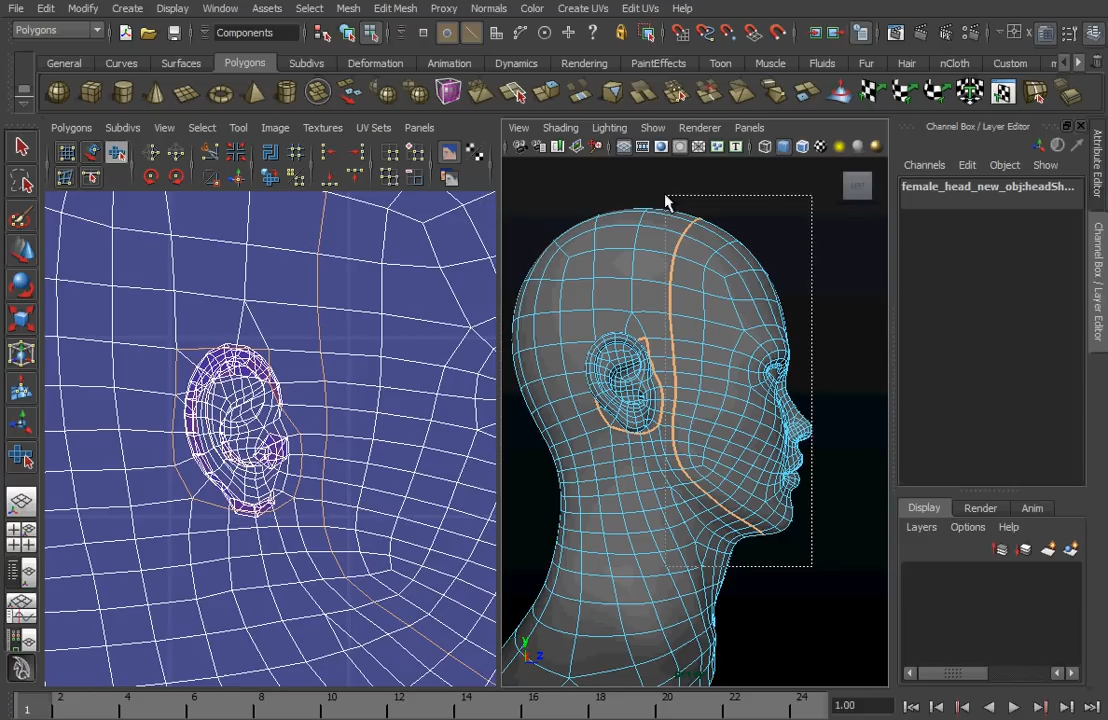 File Edit Modify Create Display Window Assets Select Mesh Edit Mesh Proxy Normals Color Create UVs Edit UVs Help
Polygons Components
General Curves Surfaces Polygons Subdivs Deformation Animation Dynamics Rendering PaintEffects Toon Muscle Fluids Fur Hair nCloth Custom
Polygons Subdivs View Select Tool Image Textures UV Sets Panels
View Shading Lighting Show Renderer Panels
Channel Box / Layer Editor
Channels Edit Object Show
female_head_new_obj:headSh...
LEFT
Attribute Editor
Channel Box / Layer Editor
Display Render Anim
Layers Options Help
y
z
2 4 6 8 10 12 14 16 18 20 22 24
1
1.00